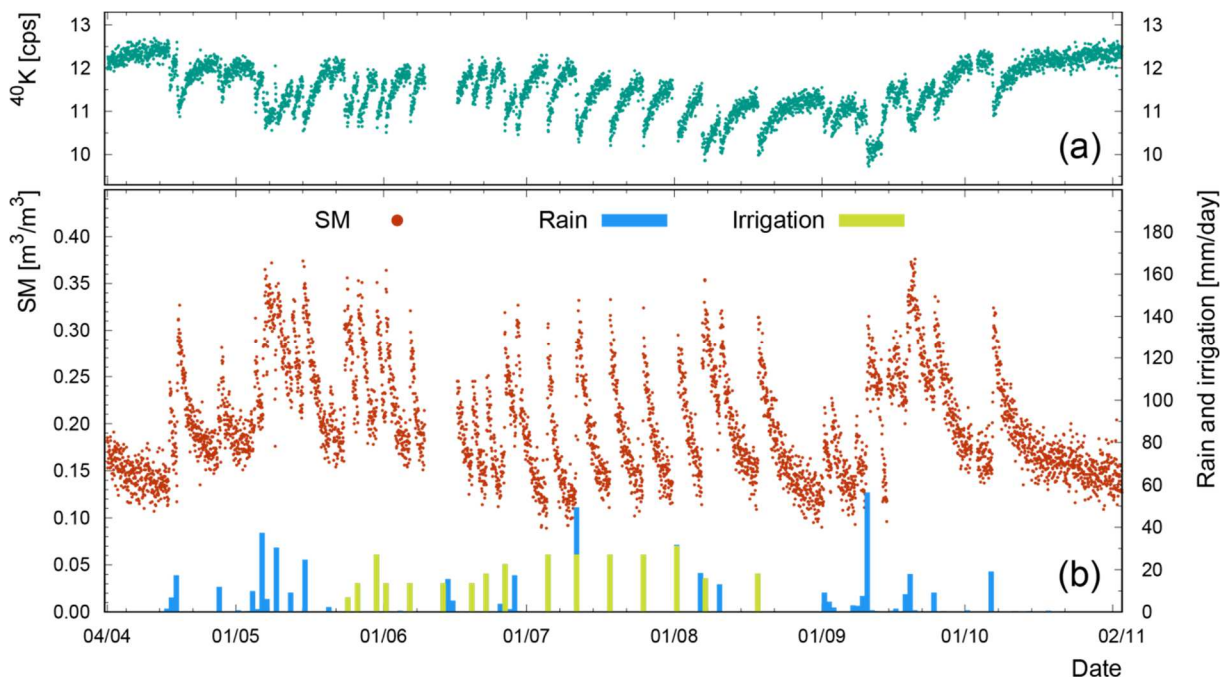 13 13
⁴⁰K [cps]
12 12
11 11
10 10
(a)
SM Rain Irrigation
SM [m³/m³]
0.40
0.35
0.30
0.25
0.20
0.15
0.10
0.05
0.00
Rain and irrigation [mm/day]
180
160
140
120
100
80
60
40
20
0
(b)
04/04 01/05 01/06 01/07 01/08 01/09 01/10 02/11
Date